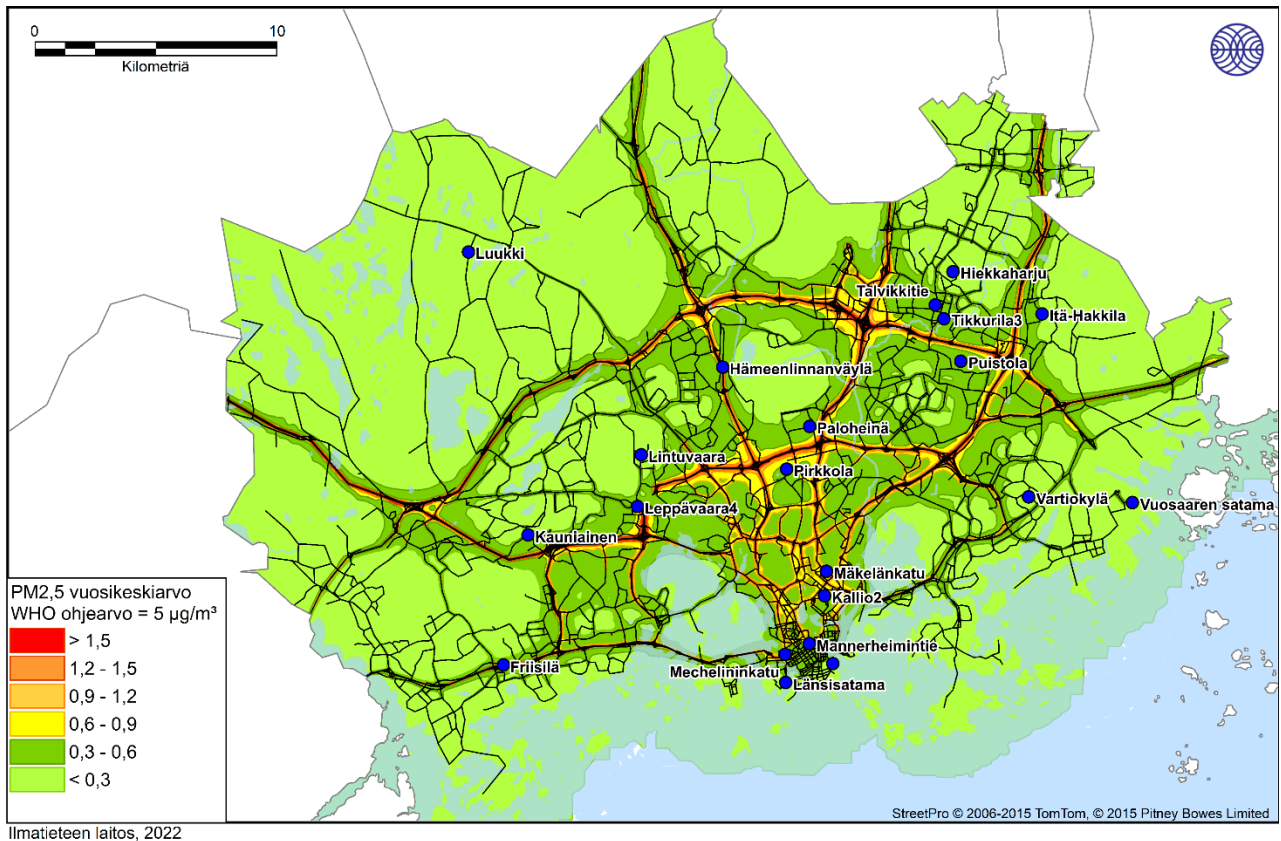 0 10
Kilometriä
Luukki
Hiekkaharju
Talvikkitie
Tikkurila3
Itä-Hakkila
Puistola
Hämeenlinnanväylä
Paloheinä
Lintuvaara
Pirkkola
Vartiokylä
Vuosaaren satama
Leppävaara4
Kauniainen
Mäkelänkatu
Kallio2
Mannerheimintie
Friisilä
Mechelininkatu
Länsisatama
PM2,5 vuosikeskiarvo
WHO ohjearvo = 5 µg/m³
> 1,5
1,2 - 1,5
0,9 - 1,2
0,6 - 0,9
0,3 - 0,6
< 0,3
StreetPro © 2006-2015 TomTom, © 2015 Pitney Bowes Limited
Ilmatieteen laitos, 2022